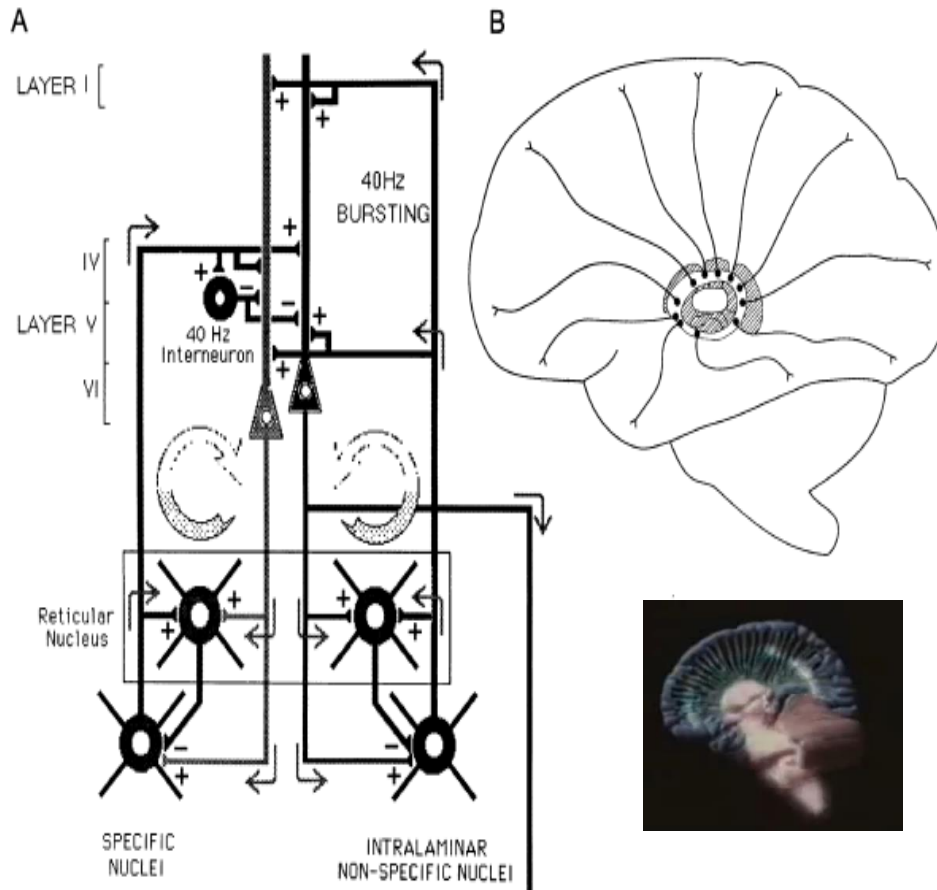 A
B
LAYER I
+
+
40Hz
BURSTING
+
IV
+
−
−
LAYER V
40 Hz
Interneuron
+
+
VI
Reticular
Nucleus
+
+
+
+
−
+
−
+
SPECIFIC
NUCLEI
INTRALAMINAR
NON-SPECIFIC NUCLEI